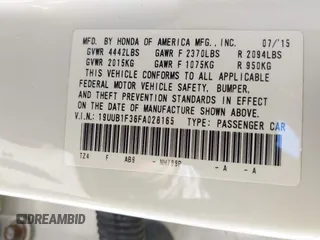 MFD. BY HONDA OF AMERICA MFG., INC. 07/15
GVWR 4442LBS GAWR F 2370LBS R 2094LBS
GVWR 2015KG GAWR F 1075KG R 950KG
THIS VEHICLE CONFORMS TO ALL APPLICABLE
FEDERAL MOTOR VEHICLE SAFETY, BUMPER,
AND THEFT PREVENTION STANDARDS IN EFFECT ON
THE DATE OF MANUFACTURE SHOWN ABOVE.
V.I.N.: 19UUB1F36FA028165 TYPE: PASSENGER CAR
124 F AB9 - - A - A
DREAMBID